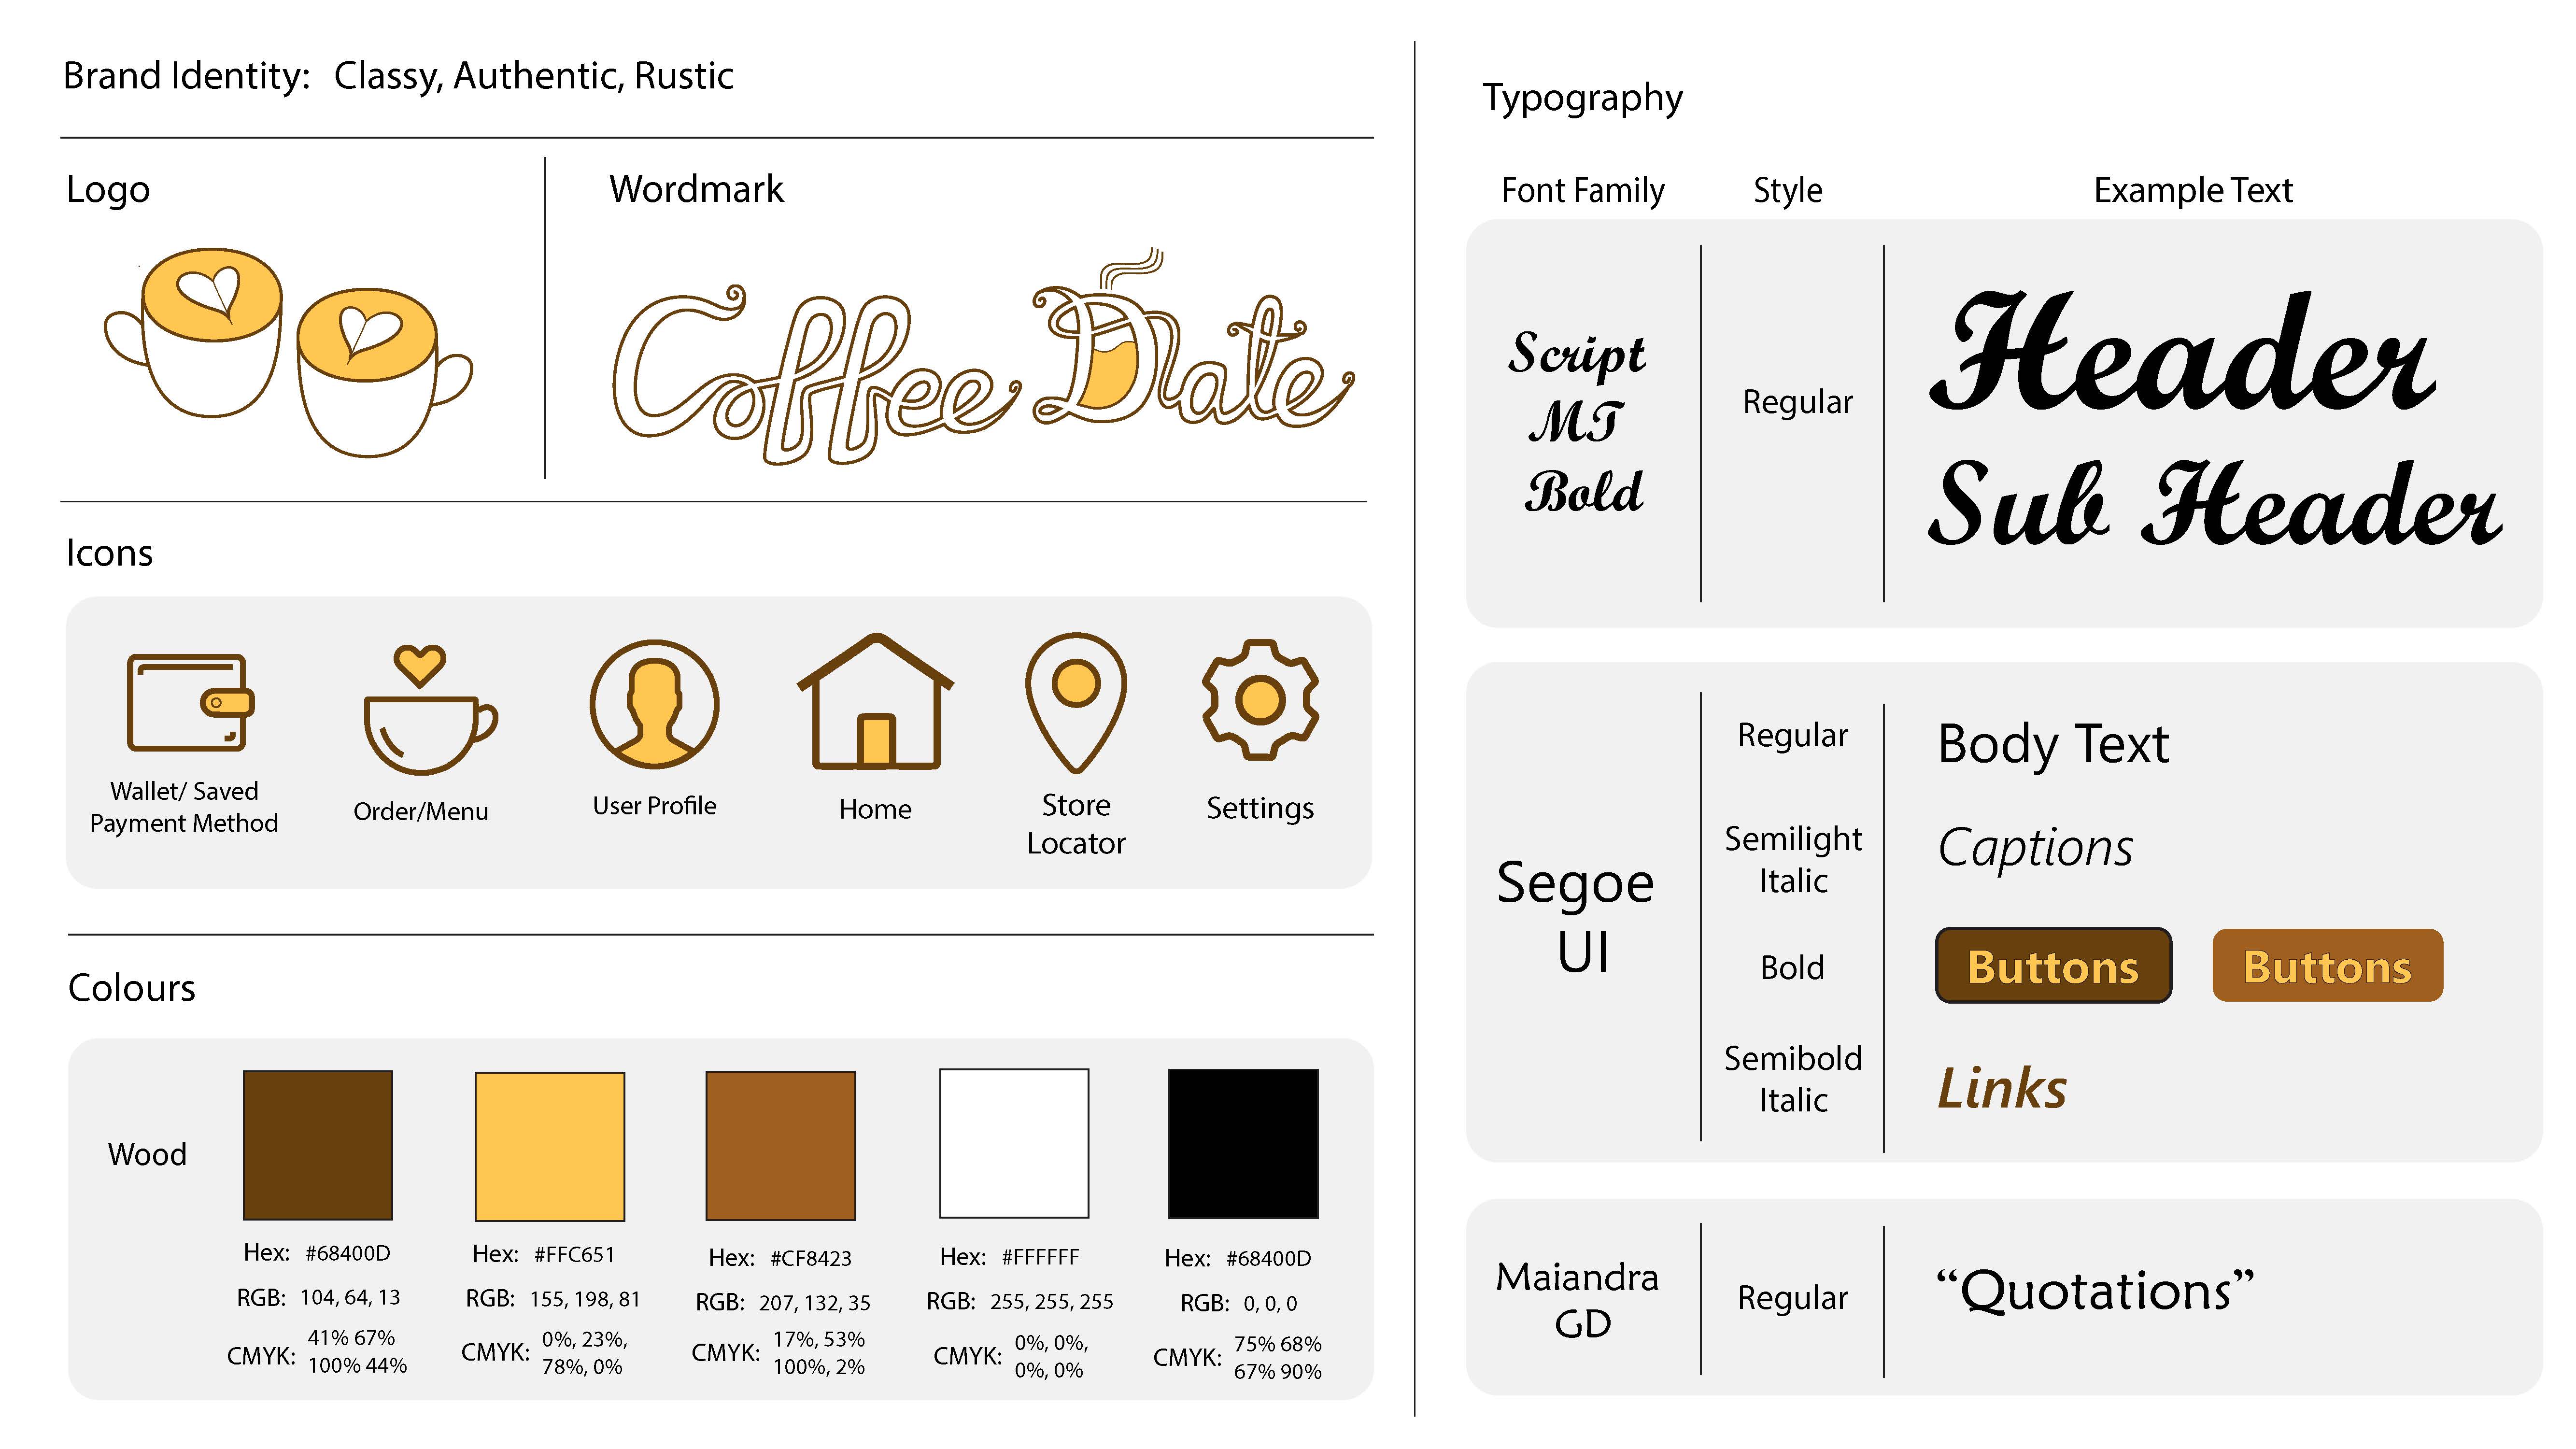 Brand Identity: Classy, Authentic, Rustic
Logo
Wordmark
Coffee Date
Icons
Wallet/ Saved
Payment Method
Order/Menu
User Profile
Home
Store
Locator
Settings
Colours
Wood
Hex: #68400D
RGB: 104, 64, 13
CMYK: 41% 67%
100% 44%
Hex: #FFC651
RGB: 155, 198, 81
CMYK: 0%, 23%,
78%, 0%
Hex: #CF8423
RGB: 207, 132, 35
CMYK: 17%, 53%
100%, 2%
Hex: #FFFFFF
RGB: 255, 255, 255
CMYK: 0%, 0%,
0%, 0%
Hex: #68400D
RGB: 0, 0, 0
CMYK: 75% 68%
67% 90%
Typography
Font Family
Style
Example Text
Script
MT
Bold
Regular
Header
Sub Header
Segoe
UI
Regular
Body Text
Semilight
Italic
Captions
Bold
Buttons
Buttons
Semibold
Italic
Links
Maiandra
GD
Regular
“Quotations”